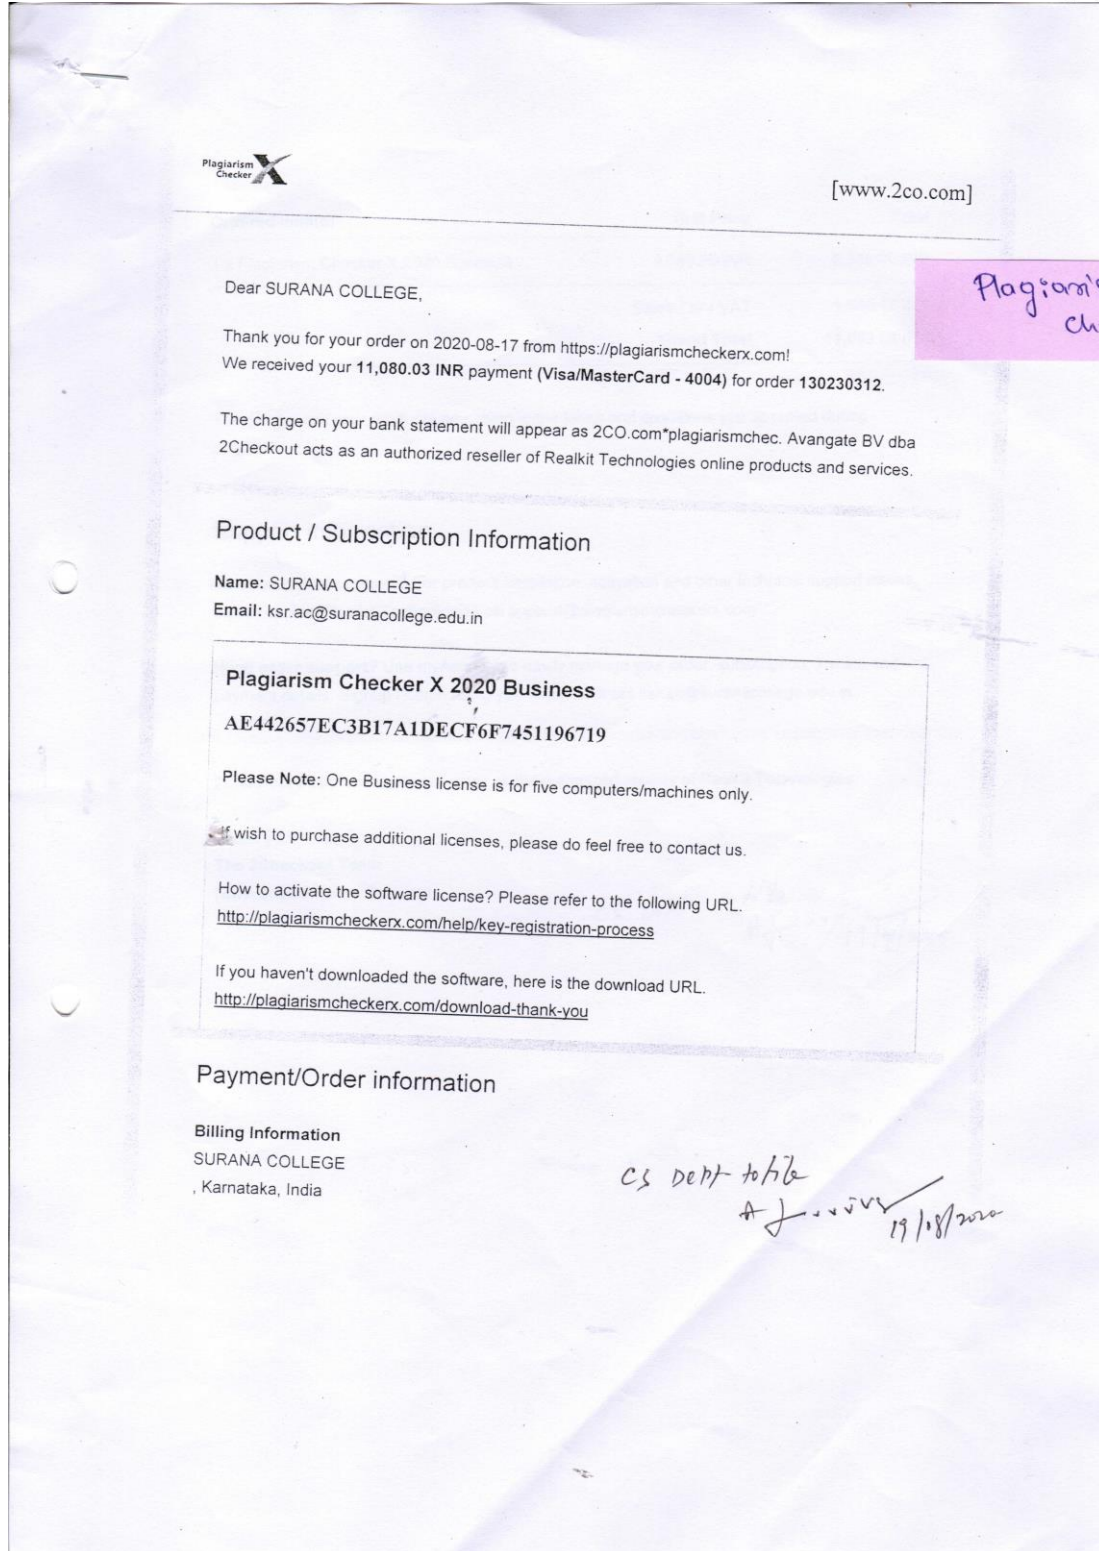 Plagiarism
Checker X
[www.2co.com]
Plagiaris
ch
Dear SURANA COLLEGE,
Thank you for your order on 2020-08-17 from https://plagiarismcheckerx.com!
We received your 11,080.03 INR payment (Visa/MasterCard - 4004) for order 130230312.
The charge on your bank statement will appear as 2CO.com*plagiarismchec. Avangate BV dba
2Checkout acts as an authorized reseller of Realkit Technologies online products and services.
Product / Subscription Information
Name: SURANA COLLEGE
Email: ksr.ac@suranacollege.edu.in
Plagiarism Checker X 2020 Business
AE442657EC3B17A1DECF6F7451196719
Please Note: One Business license is for five computers/machines only.
If wish to purchase additional licenses, please do feel free to contact us.
How to activate the software license? Please refer to the following URL.
http://plagiarismcheckerx.com/help/key-registration-process
If you haven't downloaded the software, here is the download URL.
http://plagiarismcheckerx.com/download-thank-you
Payment/Order information
Billing Information
SURANA COLLEGE
, Karnataka, India
CS Dept to file
19/08/2020